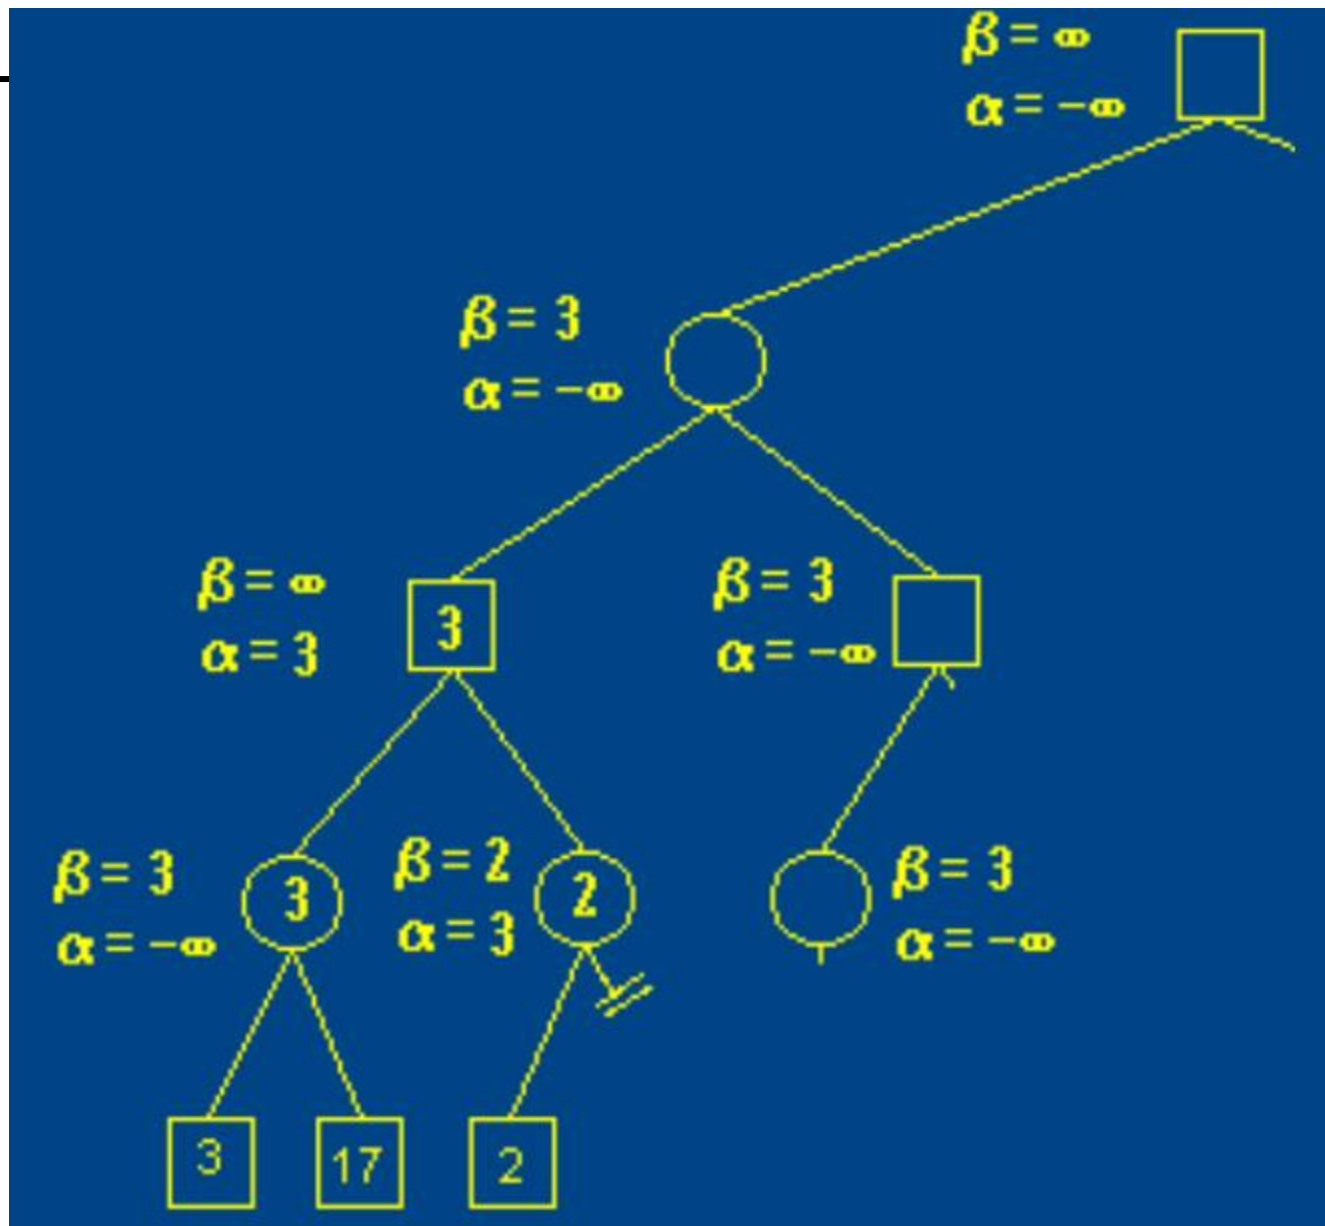 β = ∞
α = -∞
β = 3
α = -∞
β = ∞
α = 3
3
β = 3
α = -∞
β = 3
α = -∞
3
β = 2
α = 3
2
β = 3
α = -∞
3
17
2